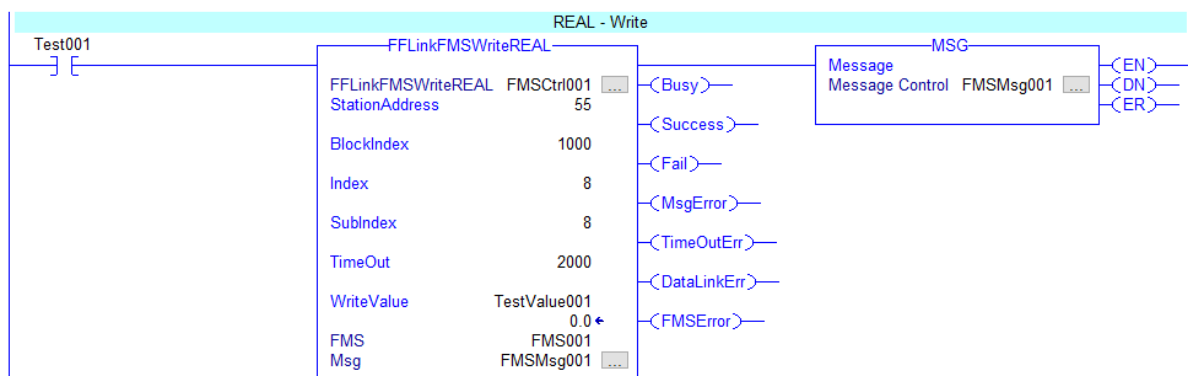 REAL - Write
Test001
FFLinkFMSWriteREAL
FFLinkFMSWriteREAL FMSCtrl001 ...
StationAddress 55
BlockIndex 1000
Index 8
SubIndex 8
TimeOut 2000
WriteValue TestValue001
0.0
FMS FMS001
Msg FMSMsg001 ...
Busy
Success
Fail
MsgError
TimeOutErr
DataLinkErr
FMSError
MSG
Message
Message Control FMSMsg001 ...
EN
DN
ER